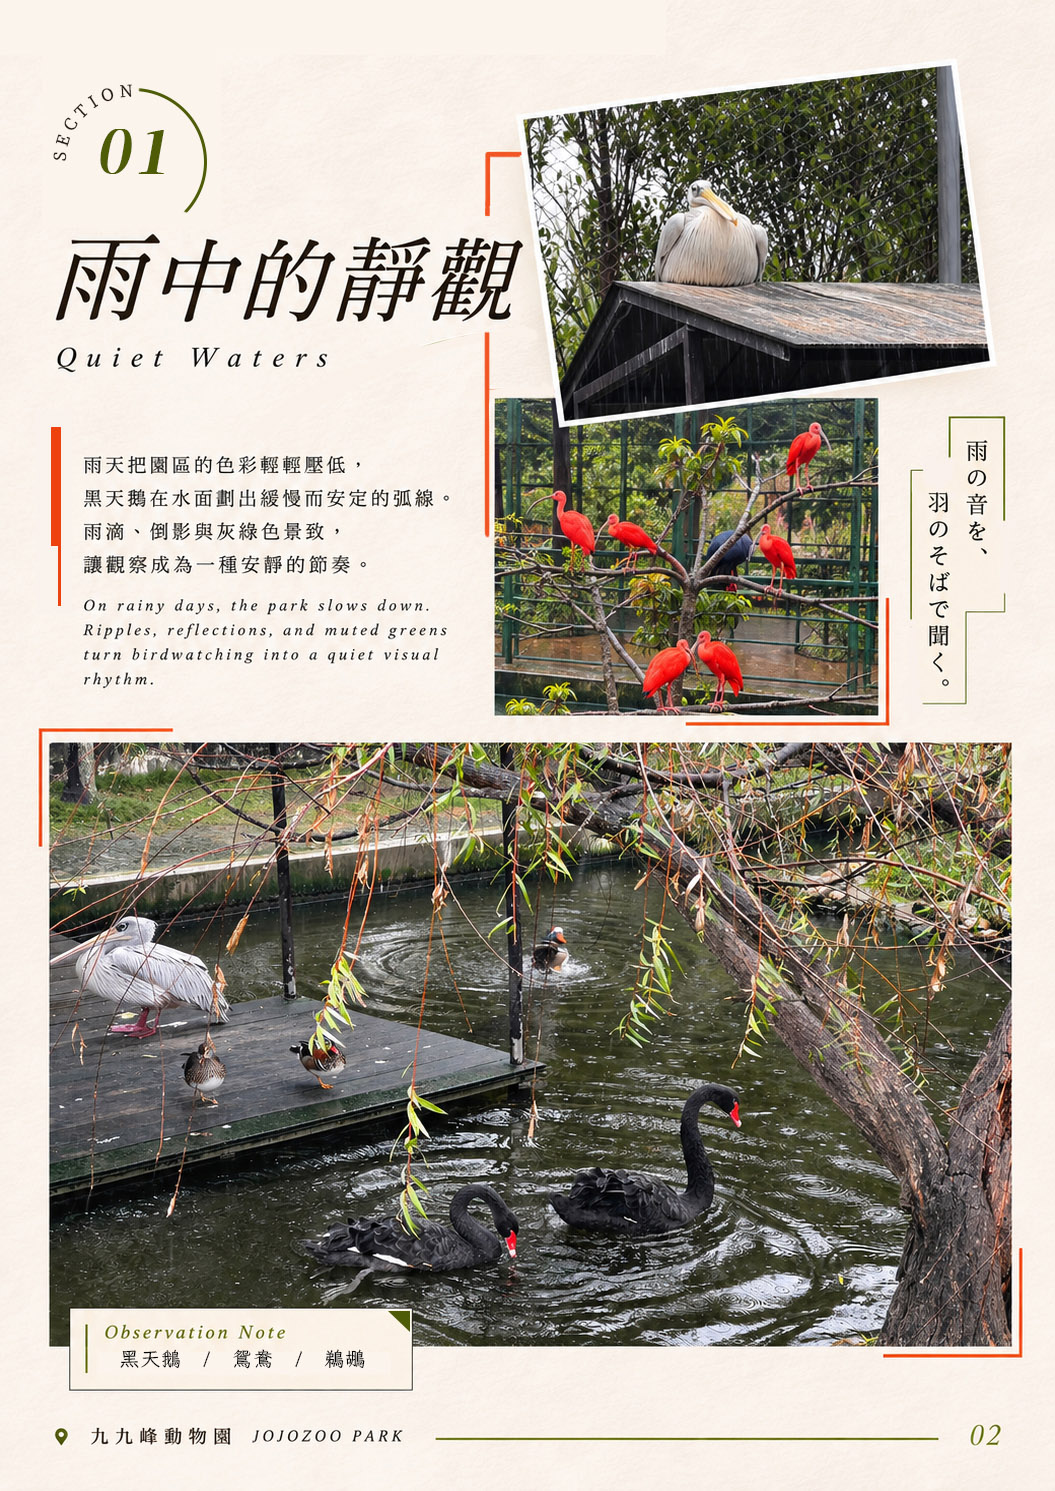 SECTION
01
雨中的靜觀
Quiet Waters
雨天把園區的色彩輕輕壓低，
黑天鵝在水面劃出緩慢而安定的弧線。
雨滴、倒影與灰綠色景致，
讓觀察成為一種安靜的節奏。
On rainy days, the park slows down.
Ripples, reflections, and muted greens
turn birdwatching into a quiet visual
rhythm.
雨の音を、
羽のそばで聞く。
Observation Note
黑天鵝 / 鴛鴦 / 鵜鶘
九九峰動物園 JOJOZOO PARK
02